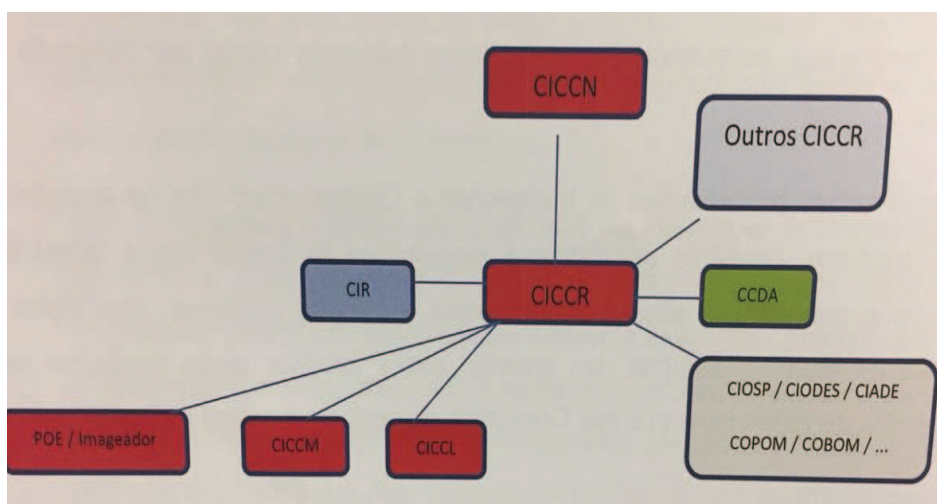 CICCN
Outros CICCR
CIR
CICCR
CCDA
CIOSP / CIODES / CIADE
COPOM / COBOM / ...
POE / Imageador
CICCM
CICCL